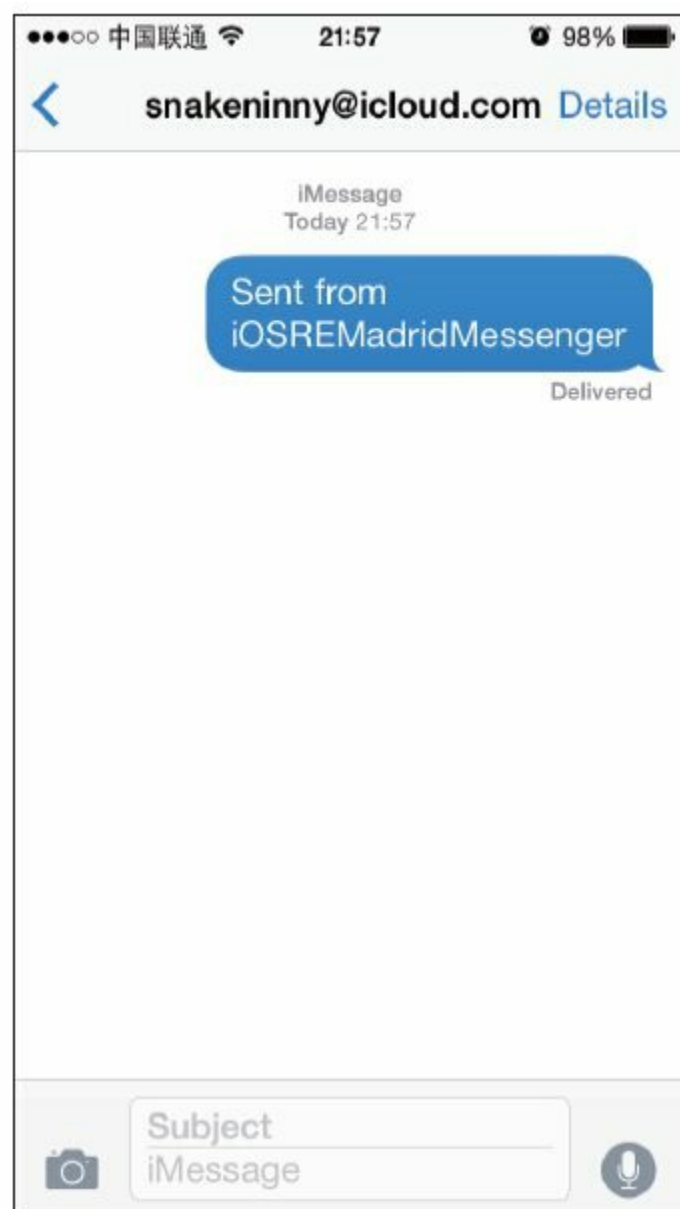 中国联通 21:57 98%
snakeninny@icloud.com Details
iMessage
Today 21:57
Sent from
iOSREMadridMessenger
Delivered
Subject
iMessage